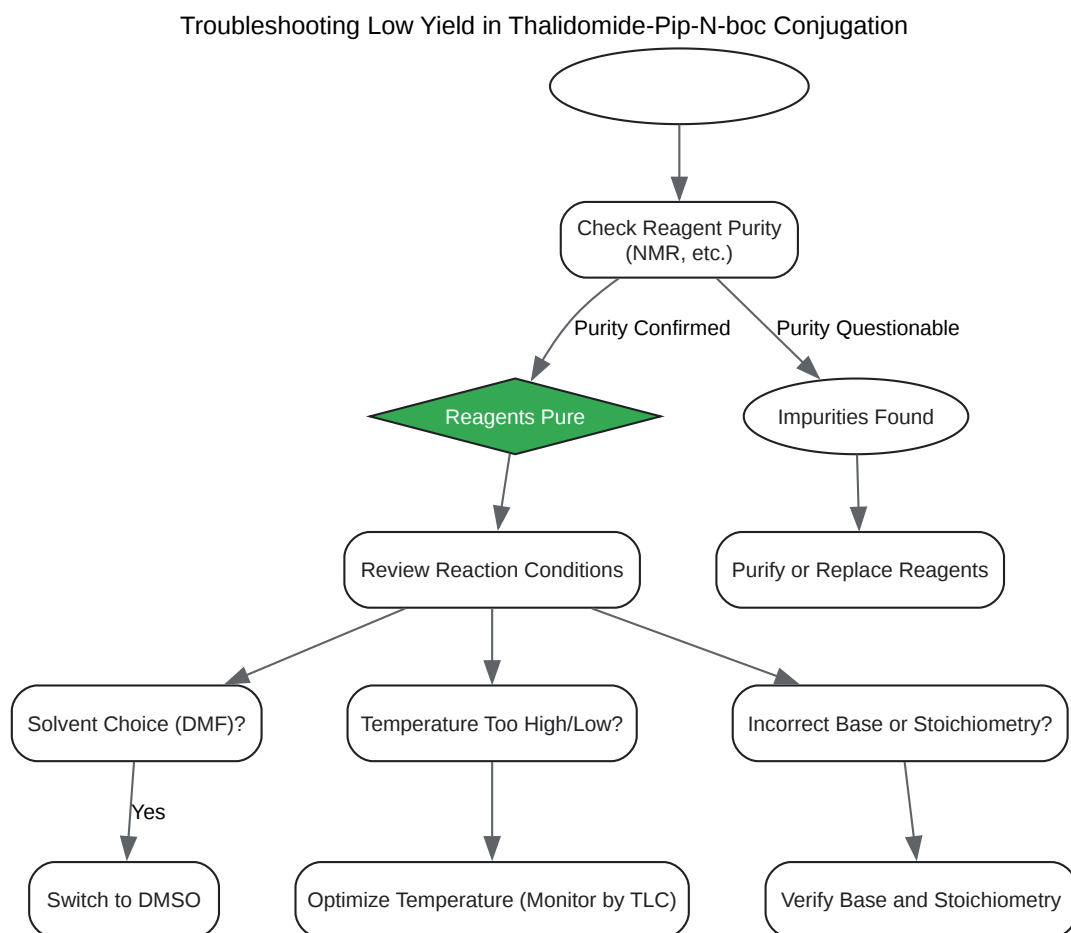 Troubleshooting Low Yield in Thalidomide-Pip-N-boc Conjugation
Check Reagent Purity
(NMR, etc.)
Purity Confirmed
Purity Questionable
Reagents Pure
Impurities Found
Review Reaction Conditions
Purify or Replace Reagents
Solvent Choice (DMF)?
Temperature Too High/Low?
Incorrect Base or Stoichiometry?
Yes
Switch to DMSO
Optimize Temperature (Monitor by TLC)
Verify Base and Stoichiometry